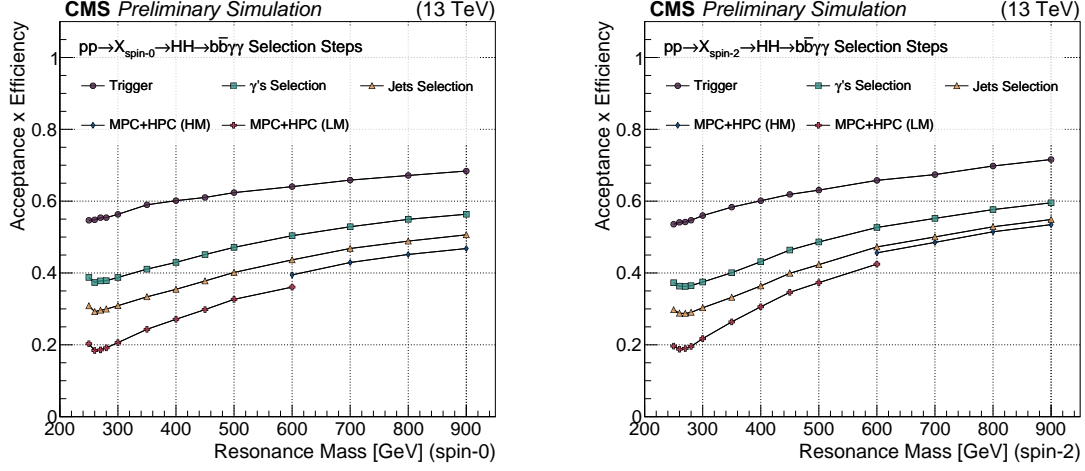 CMS Preliminary Simulation (13 TeV)
pp→X spin-0→HH→bb̄γγ Selection Steps
Trigger γ's Selection Jets Selection
MPC+HPC (HM) MPC+HPC (LM)
Acceptance x Efficiency
1
0.8
0.6
0.4
0.2
0
200 300 400 500 600 700 800 900
Resonance Mass [GeV] (spin-0)
CMS Preliminary Simulation (13 TeV)
pp→X spin-2→HH→bb̄γγ Selection Steps
Trigger γ's Selection Jets Selection
MPC+HPC (HM) MPC+HPC (LM)
Acceptance x Efficiency
1
0.8
0.6
0.4
0.2
0
200 300 400 500 600 700 800 900
Resonance Mass [GeV] (spin-2)